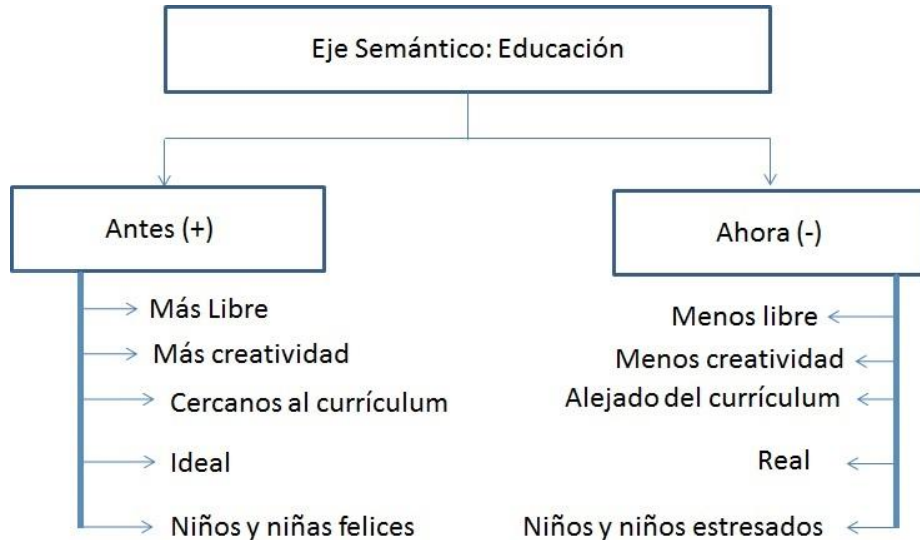 Eje Semántico: Educación
Antes (+)
Ahora (-)
Más Libre
Más creatividad
Cercanos al currículum
Ideal
Niños y niñas felices
Menos libre
Menos creatividad
Alejado del currículum
Real
Niños y niños estresados